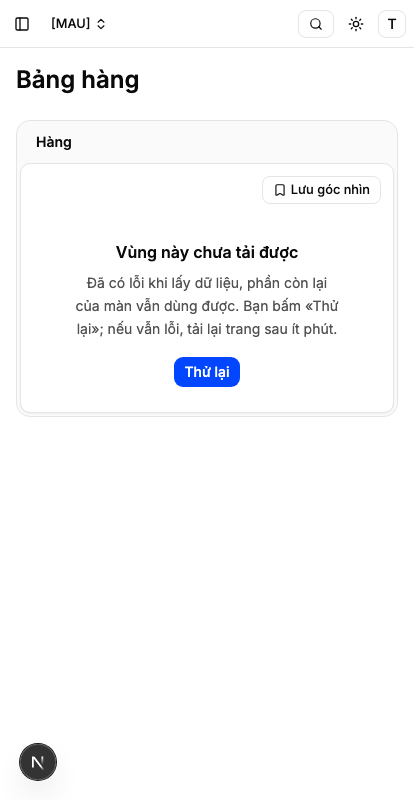 [MAU]
T
Bảng hàng
Hàng
Lưu góc nhìn
Vùng này chưa tải được
Đã có lỗi khi lấy dữ liệu, phần còn lại
của màn vẫn dùng được. Bạn bấm «Thử
lại»; nếu vẫn lỗi, tải lại trang sau ít phút.
Thử lại
N